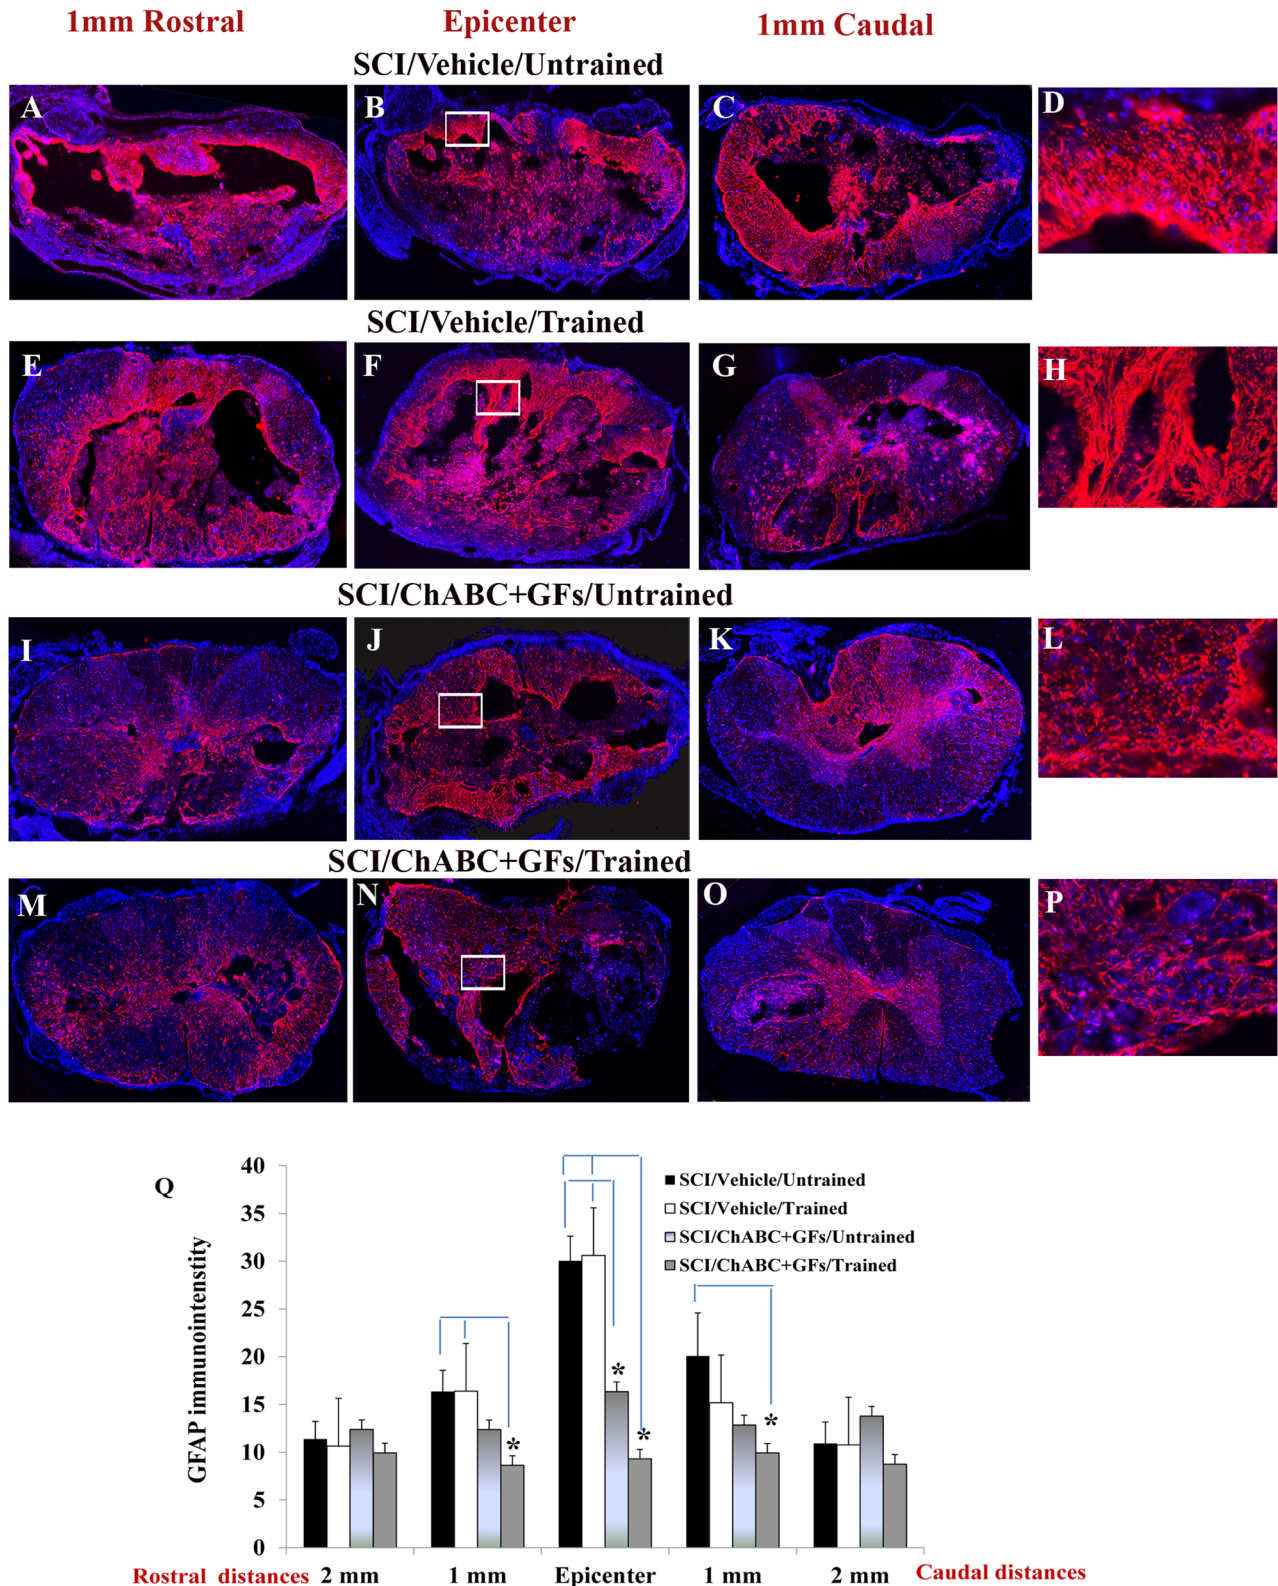 1mm Rostral Epicenter 1mm Caudal
SCI/Vehicle/Untrained
A B C D
SCI/Vehicle/Trained
E F G H
SCI/ChABC+GFs/Untrained
I J K L
SCI/ChABC+GFs/Trained
M N O P
Q
GFAP immunointenstity
40
35
30
25
20
15
10
5
0
SCI/Vehicle/Untrained
SCI/Vehicle/Trained
SCI/ChABC+GFs/Untrained
SCI/ChABC+GFs/Trained
*
*
*
*
Rostral distances 2 mm 1 mm Epicenter 1 mm 2 mm Caudal distances